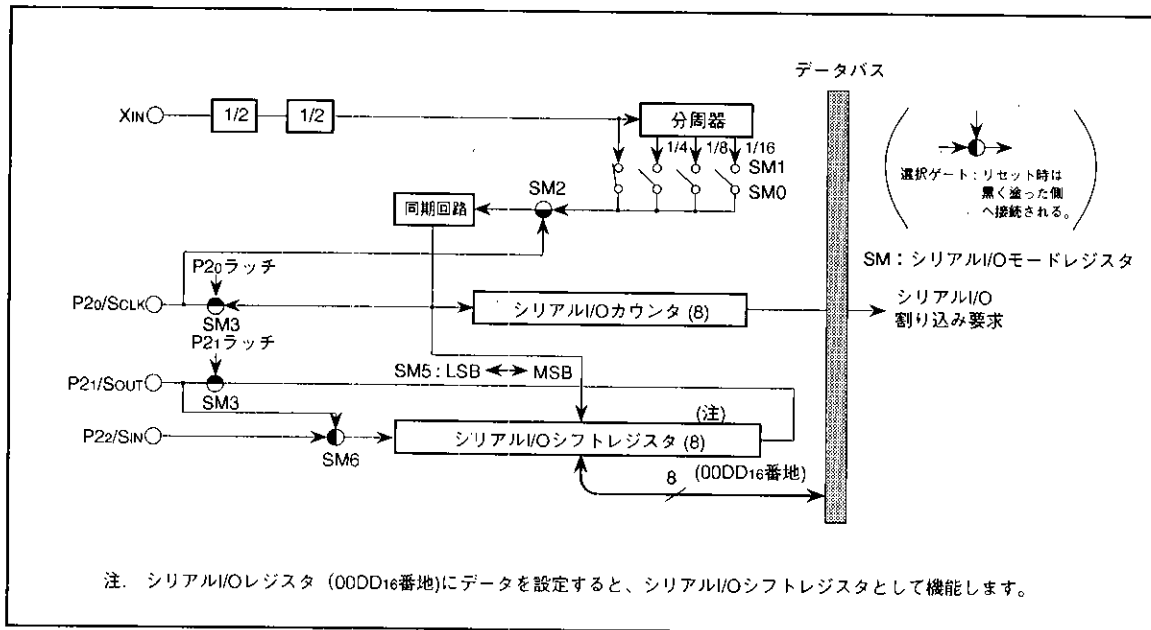 データバス
XIN
1/2
1/2
分周器
1/4
1/8
1/16
SM1
SM0
選択ゲート：リセット時は
黒く塗った側
へ接続される。
SM2
同期回路
SM：シリアルI/Oモードレジスタ
P20ラッチ
P20/SCLK
SM3
シリアルI/Oカウンタ (8)
シリアルI/O
割り込み要求
P21ラッチ
SM5：LSB ↔ MSB
P21/SOUT
SM3
(注)
P22/SIN
SM6
シリアルI/Oシフトレジスタ (8)
8
(00DD16番地)
注. シリアルI/Oレジスタ（00DD16番地)にデータを設定すると、シリアルI/Oシフトレジスタとして機能します。